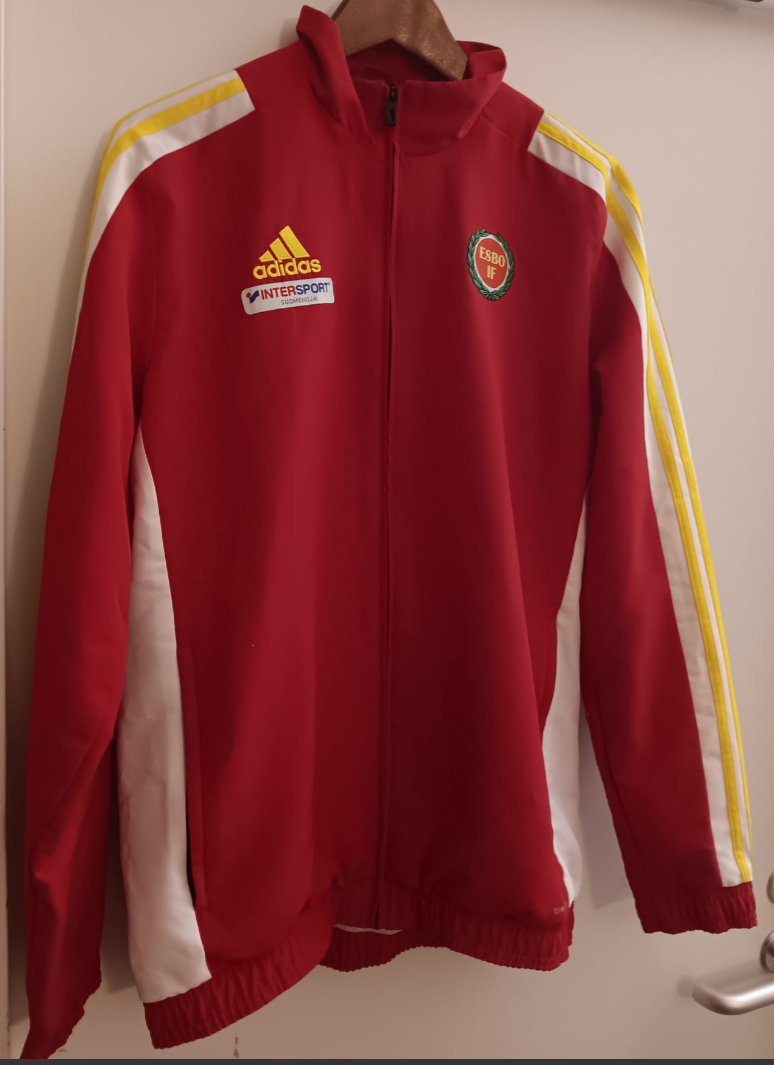 adidas
INTERSPORT
SUOMENOJA
ESBO
IF